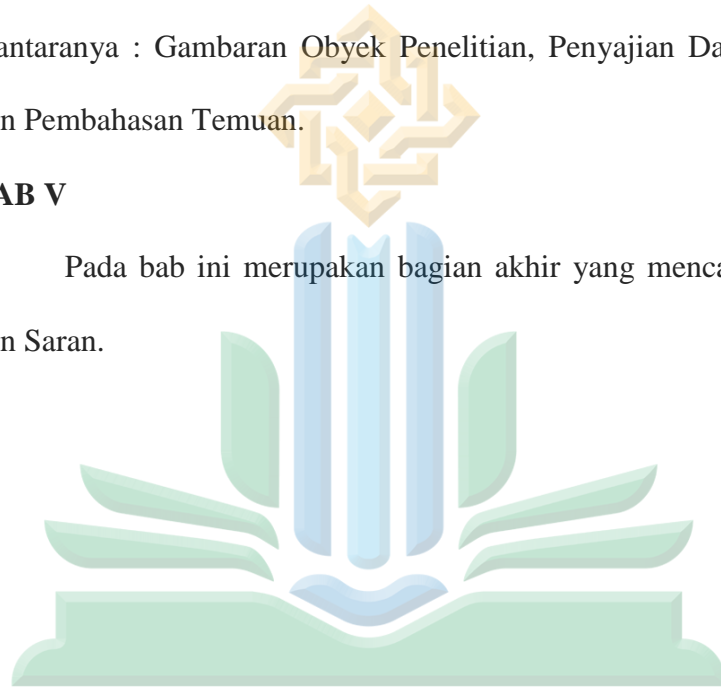 antaranya : Gambaran Obyek Penelitian, Penyajian Da
n Pembahasan Temuan.
AB V
Pada bab ini merupakan bagian akhir yang menca
n Saran.